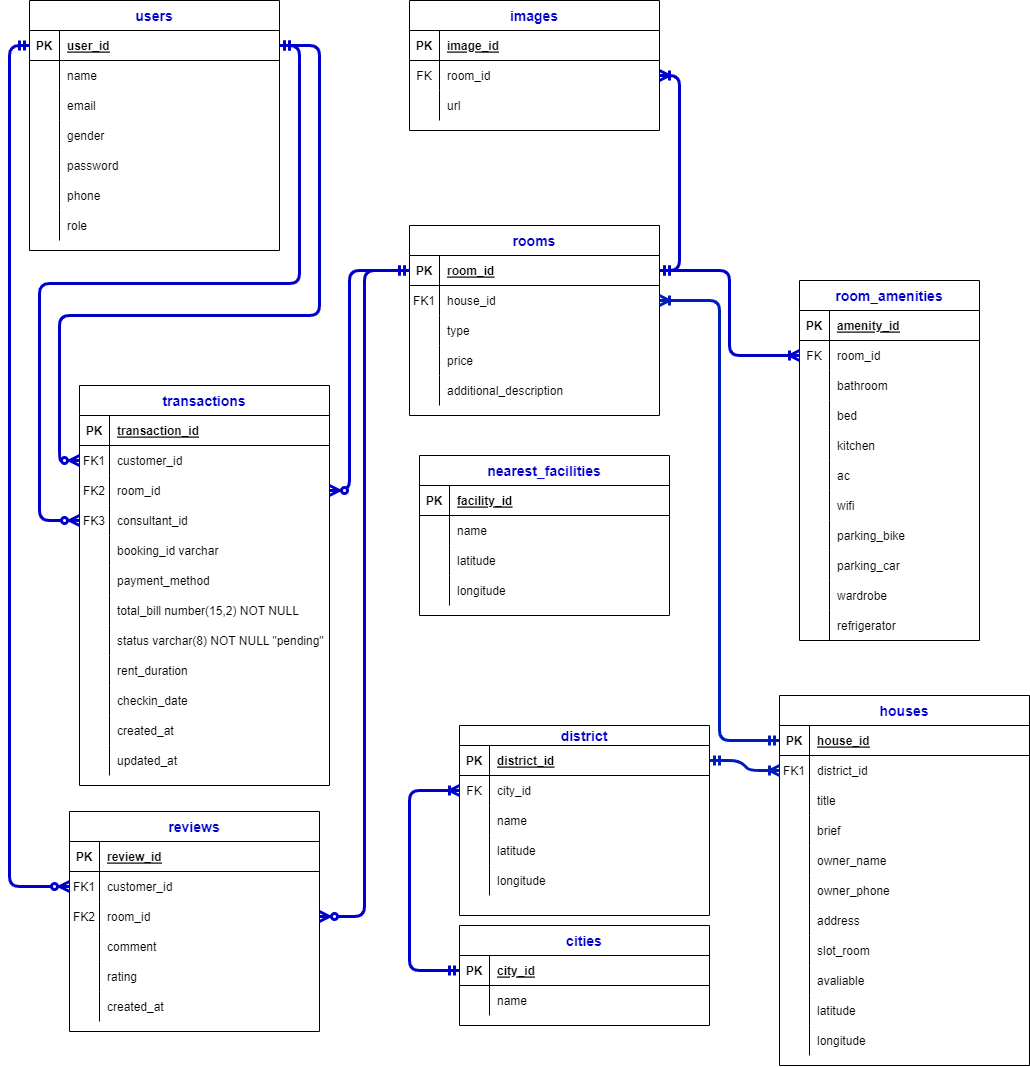 users
PK user_id
name
email
gender
password
phone
role
images
PK image_id
FK room_id
url
rooms
PK room_id
FK1 house_id
type
price
additional_description
room_amenities
PK amenity_id
FK room_id
bathroom
bed
kitchen
ac
wifi
parking_bike
parking_car
wardrobe
refrigerator
transactions
PK transaction_id
FK1 customer_id
FK2 room_id
FK3 consultant_id
booking_id varchar
payment_method
total_bill number(15,2) NOT NULL
status varchar(8) NOT NULL "pending"
rent_duration
checkin_date
created_at
updated_at
nearest_facilities
PK facility_id
name
latitude
longitude
houses
PK house_id
FK1 district_id
title
brief
owner_name
owner_phone
address
slot_room
avaliable
latitude
longitude
district
PK district_id
FK city_id
name
latitude
longitude
reviews
PK review_id
FK1 customer_id
FK2 room_id
comment
rating
created_at
cities
PK city_id
name